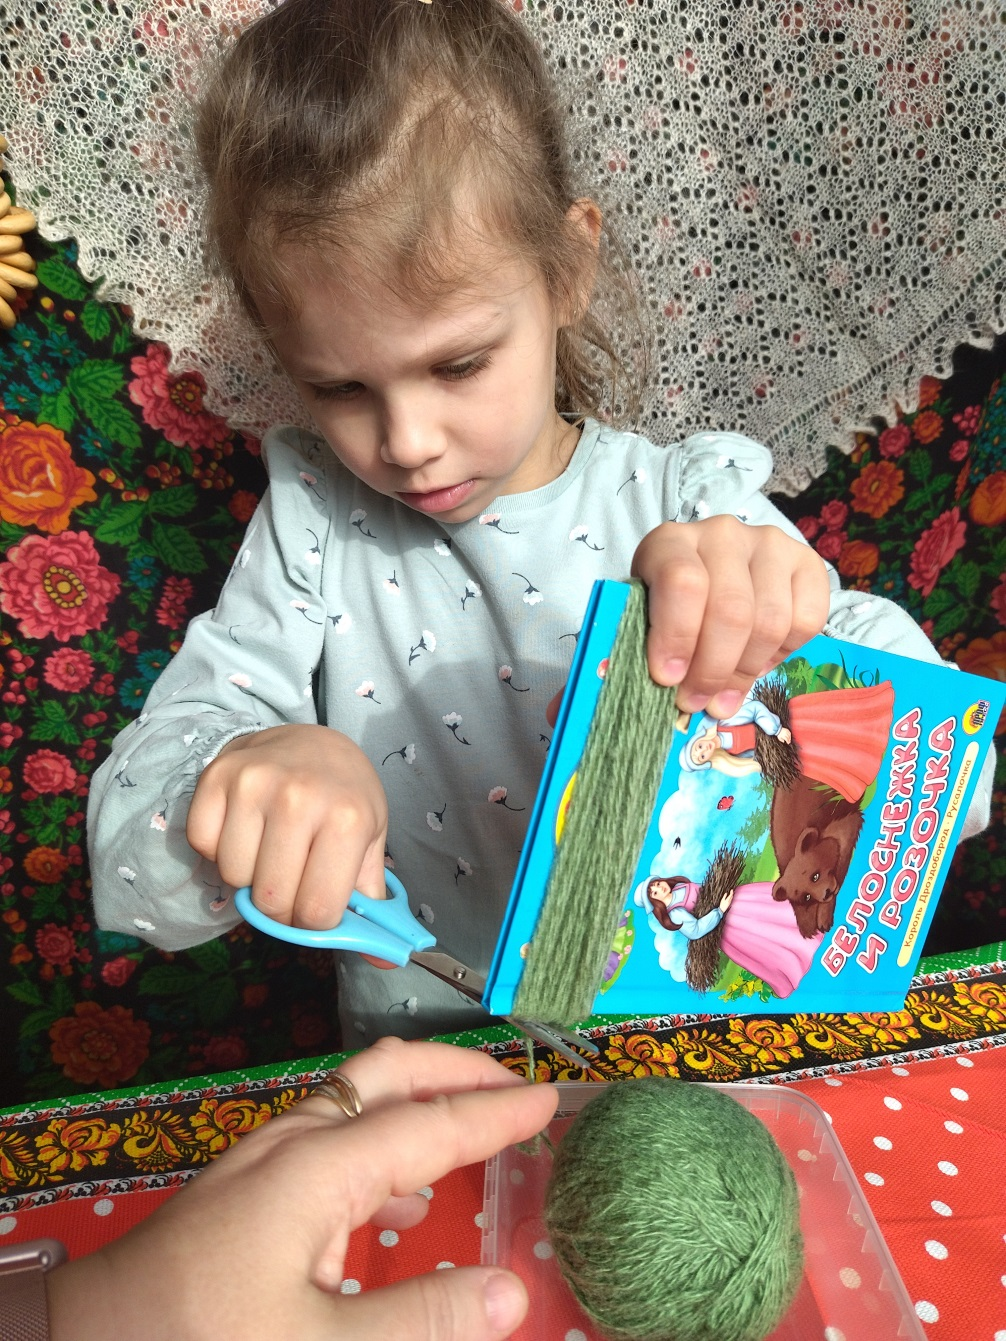 БЕЛОСНЕЖКА
И РОЗОЧКА
Король Дроздобород · Русалочка